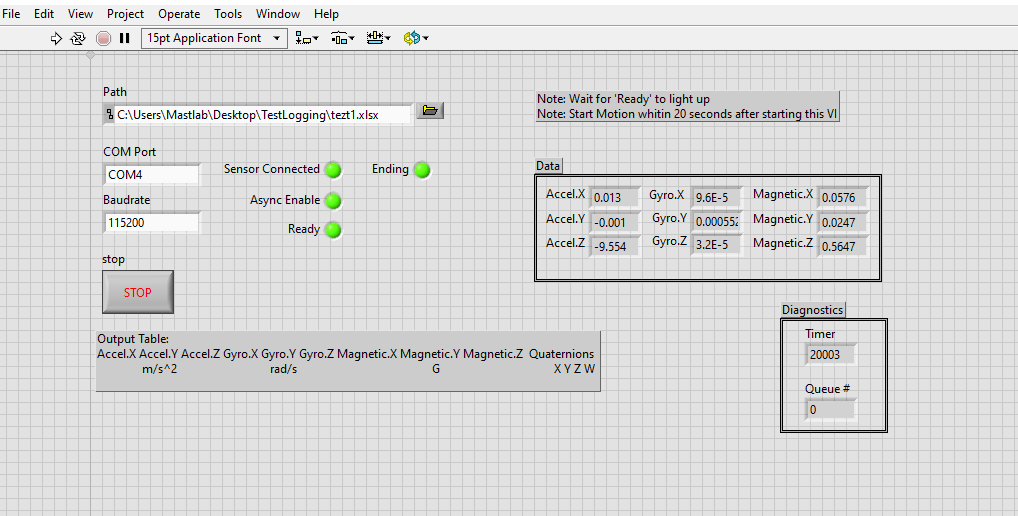 File Edit View Project Operate Tools Window Help
15pt Application Font
Path
C:\Users\Mastlab\Desktop\TestLogging\tezt1.xlsx
COM Port
COM4
Baudrate
115200
Sensor Connected
Ending
Async Enable
Ready
stop
STOP
Output Table:
Accel.X Accel.Y Accel.Z Gyro.X Gyro.Y Gyro.Z Magnetic.X Magnetic.Y Magnetic.Z Quaternions
m/s^2 rad/s G X Y Z W
Note: Wait for 'Ready' to light up
Note: Start Motion whitin 20 seconds after starting this VI
Data
Accel.X 0.013 Gyro.X 9.6E-5 Magnetic.X 0.0576
Accel.Y -0.001 Gyro.Y 0.000552 Magnetic.Y 0.0247
Accel.Z -9.554 Gyro.Z 3.2E-5 Magnetic.Z 0.5647
Diagnostics
Timer
20003
Queue #
0